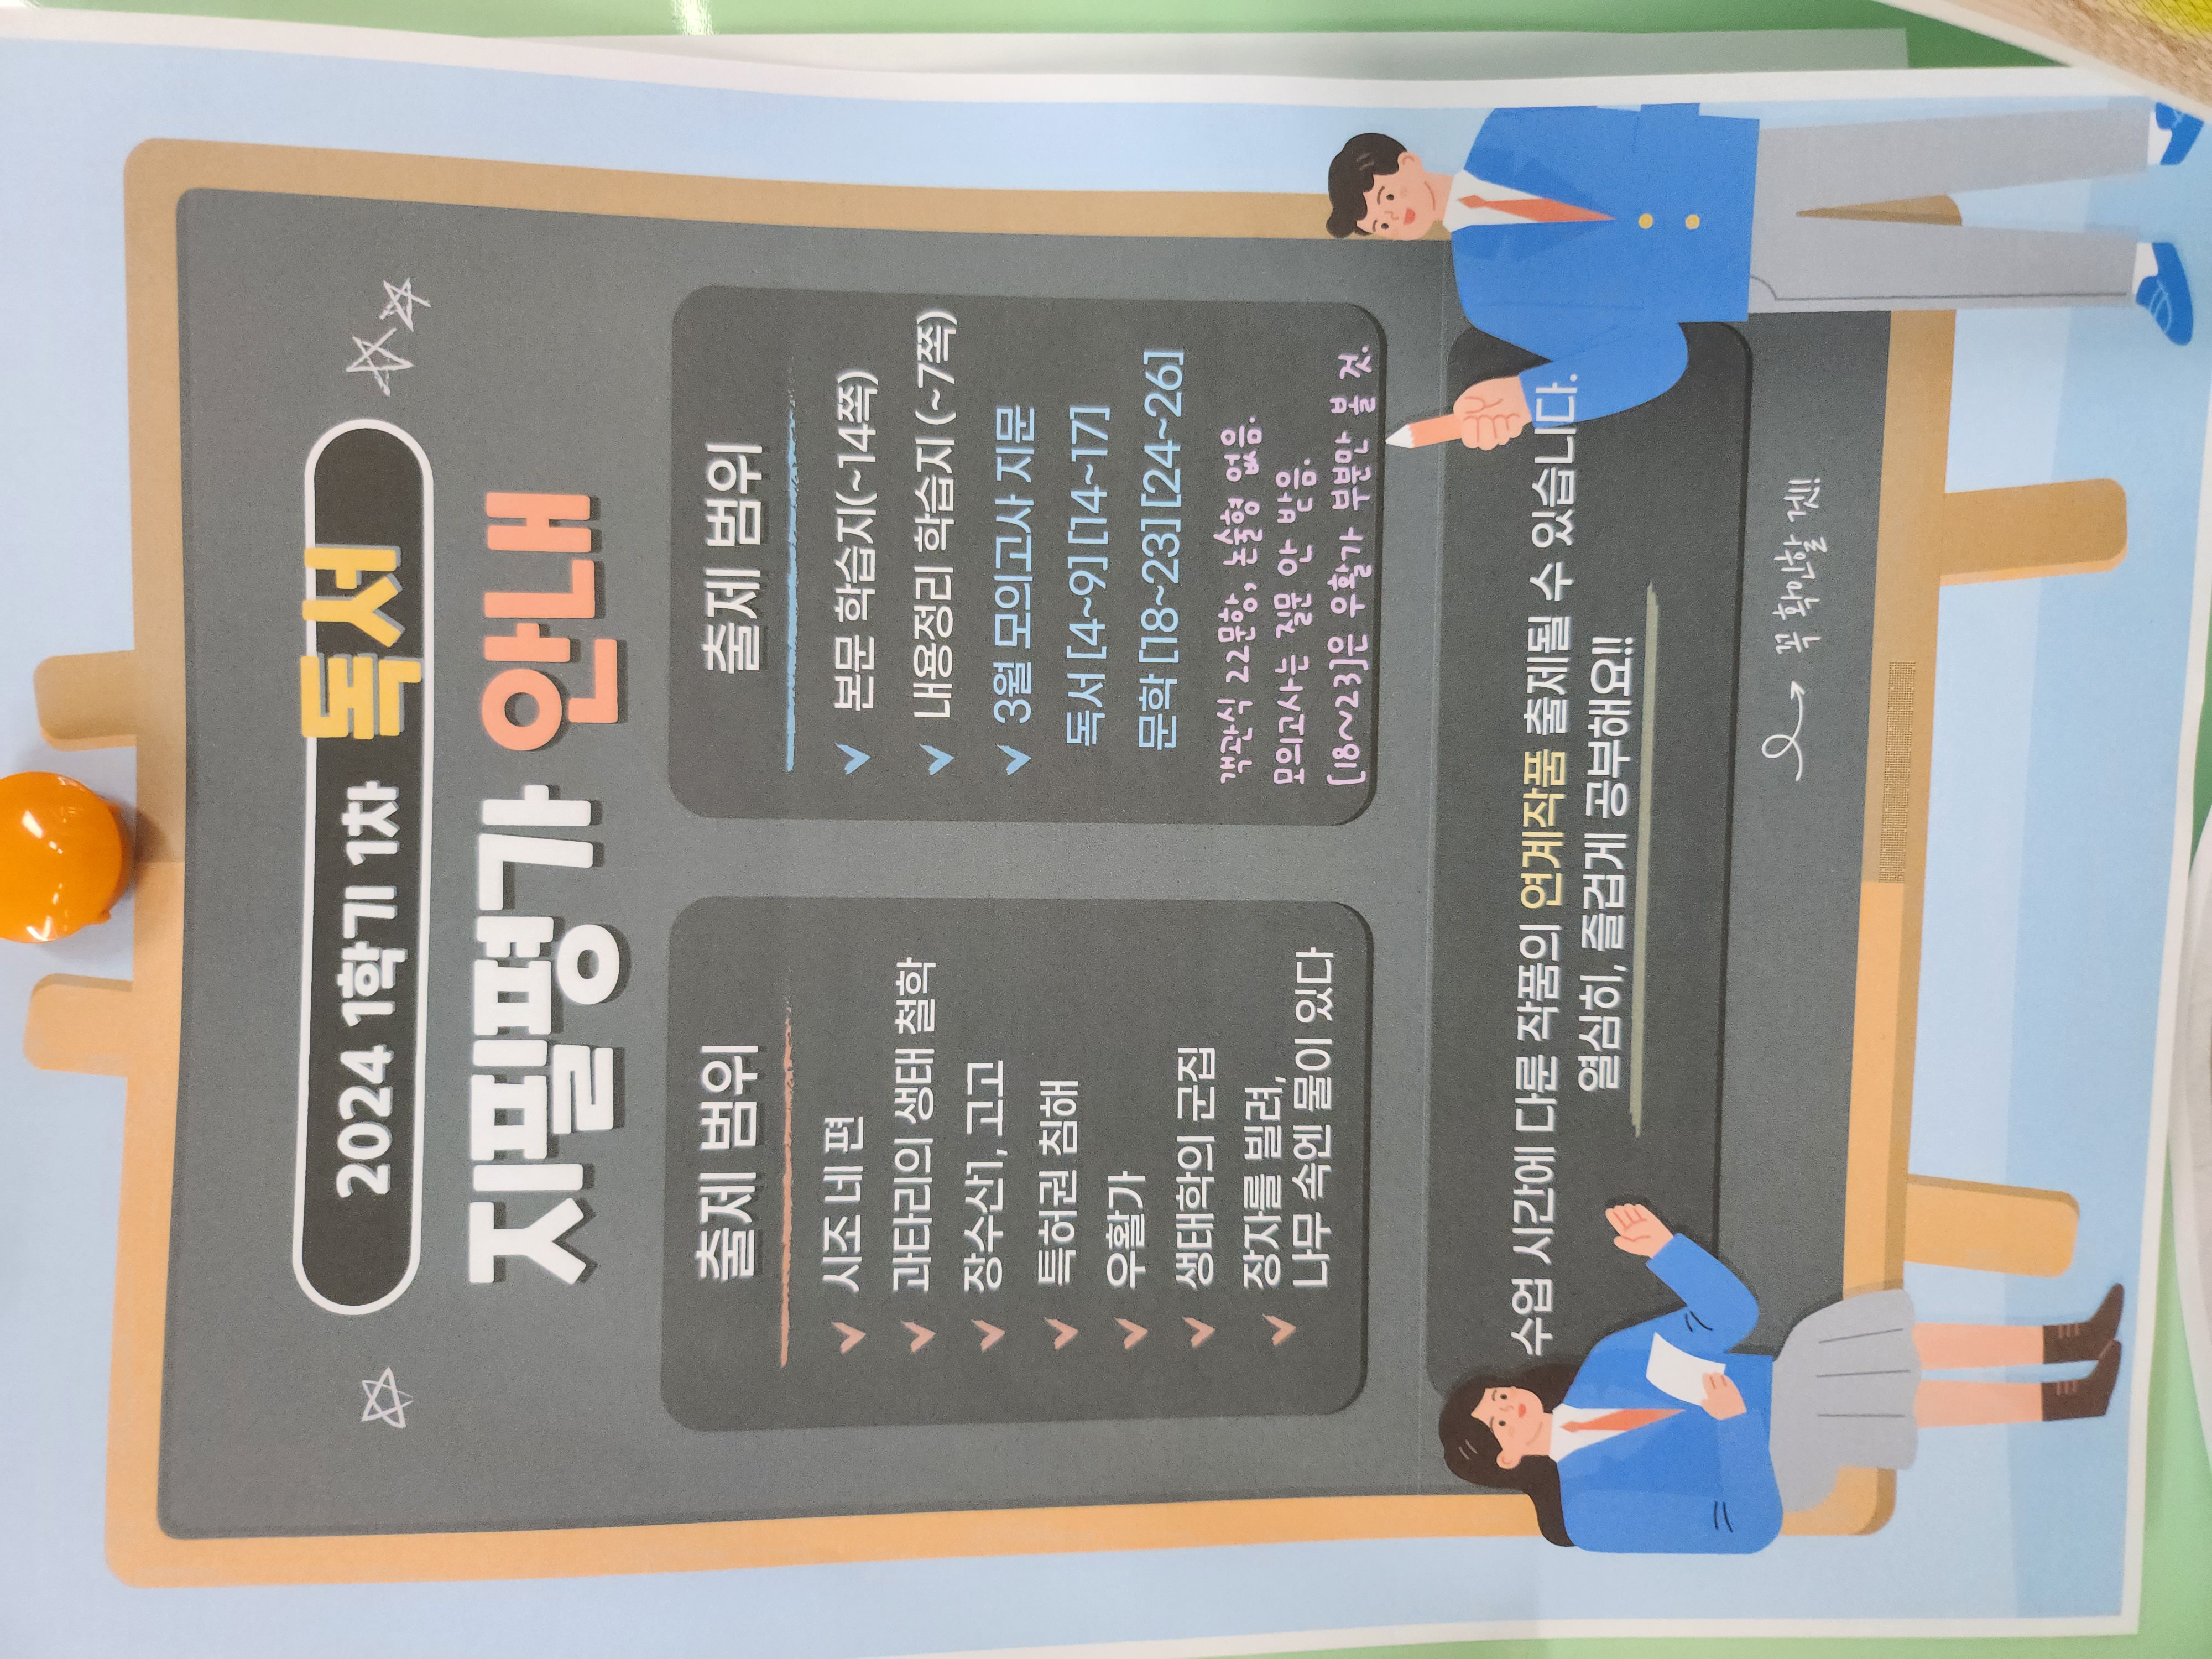 2024 1학기 1차 독서
지필평가 안내
출제 범위
시조 네 편
과타리의 생태 철학
장수산1, 고고
특허권 침해
우활가
생태학의 군집
장자를 빌려,
나무 속엔 물이 있다
출제 범위
본문 학습지(~14쪽)
내용정리 학습지 (~7쪽)
3월 모의고사 지문
독서 [4~9] [14~17]
문학 [18~23] [24~26]
객관식 22문항, 논술형 없음.
모의고사는 질문 안 받음.
[18~23]은 우활가 부분만 볼 것.
수업 시간에 다룬 작품의 연계작품 출제될 수 있습니다.
열심히, 즐겁게 공부해요!!
꼭 확인할 것!!